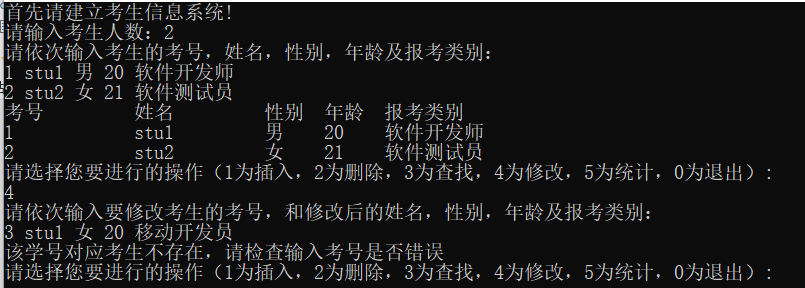 首先请建立考生信息系统!
请输入考生人数: 2
请依次输入考生的考号，姓名，性别，年龄及报考类别:
1 stu1 男 20 软件开发师
2 stu2 女 21 软件测试员
考号 姓名 性别 年龄 报考类别
1 stu1 男 20 软件开发师
2 stu2 女 21 软件测试员
请选择您要进行的操作（1为插入，2为删除，3为查找，4为修改，5为统计，0为退出）:
4
请依次输入要修改考生的考号，和修改后的姓名，性别，年龄及报考类别:
3 stu1 女 20 移动开发员
该学号对应考生不存在，请检查输入考号是否错误
请选择您要进行的操作（1为插入，2为删除，3为查找，4为修改，5为统计，0为退出）: